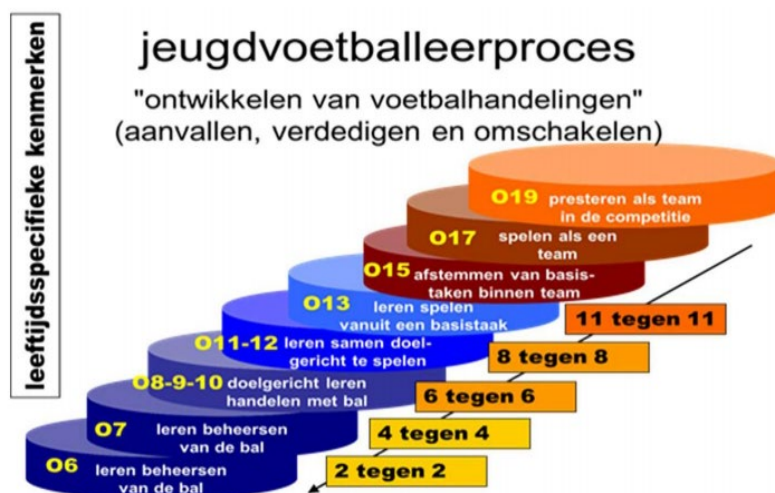 leeftijdsspecifieke kenmerken
jeugdvoetballeerproces
"ontwikkelen van voetbalhandelingen"
(aanvallen, verdedigen en omschakelen)
O19 presteren als team
in de competitie
O17 spelen als een
team
O15 afstemmen van basis-
taken binnen team
O13 leren spelen
vanuit een basistaak
O11-12 leren samen doel-
gericht te spelen
O8-9-10 doelgericht leren
handelen met bal
O7 leren beheersen
van de bal
O6 leren beheersen
van de bal
11 tegen 11
8 tegen 8
6 tegen 6
4 tegen 4
2 tegen 2